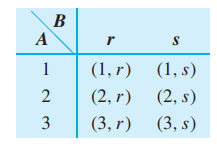 B
A r s
1 (1, r) (1, s)
2 (2, r) (2, s)
3 (3, r) (3, s)